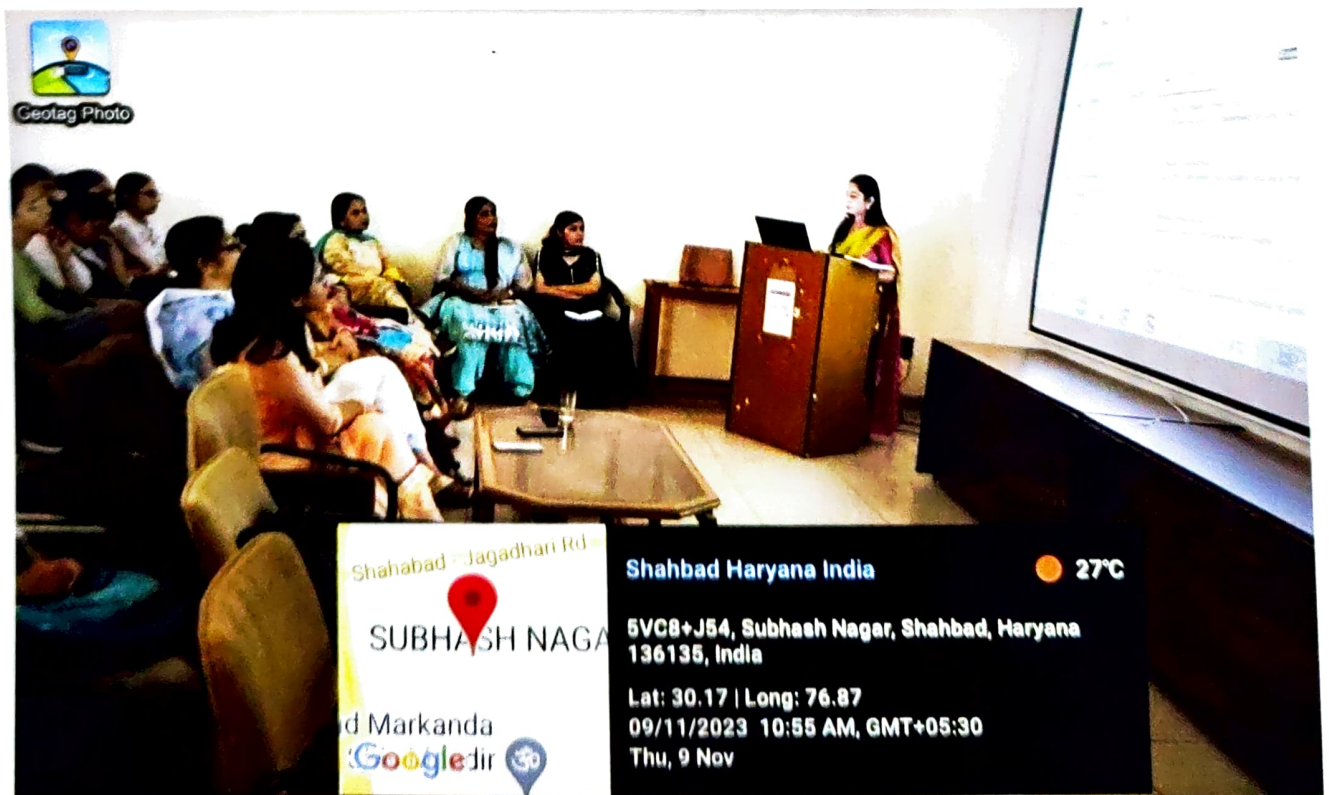 Geotag Photo
Shahabad - Jagadhari Rd
SUBHASH NAGA
d Markanda
Google
dir
Shahbad Haryana India
27°C
5VC8+J54, Subhash Nagar, Shahbad, Haryana
136135, India
Lat: 30.17 | Long: 76.87
09/11/2023 10:55 AM, GMT+05:30
Thu, 9 Nov
ॐ